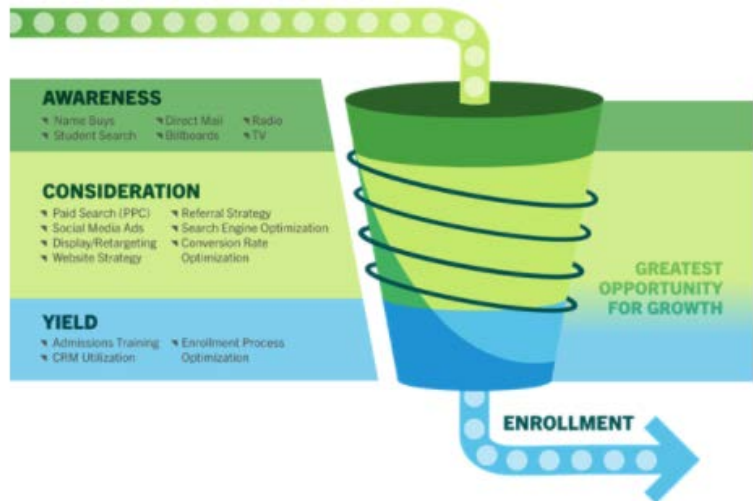 AWARENESS
Name Buys Direct Mail Radio
Student Search Billboards TV
CONSIDERATION
Paid Search (PPC) Referral Strategy
Social Media Ads Search Engine Optimization
Display/Retargeting Conversion Rate
Website Strategy Optimization
GREATEST
OPPORTUNITY
FOR GROWTH
YIELD
Admissions Training Enrollment Process
CRM Utilization Optimization
ENROLLMENT